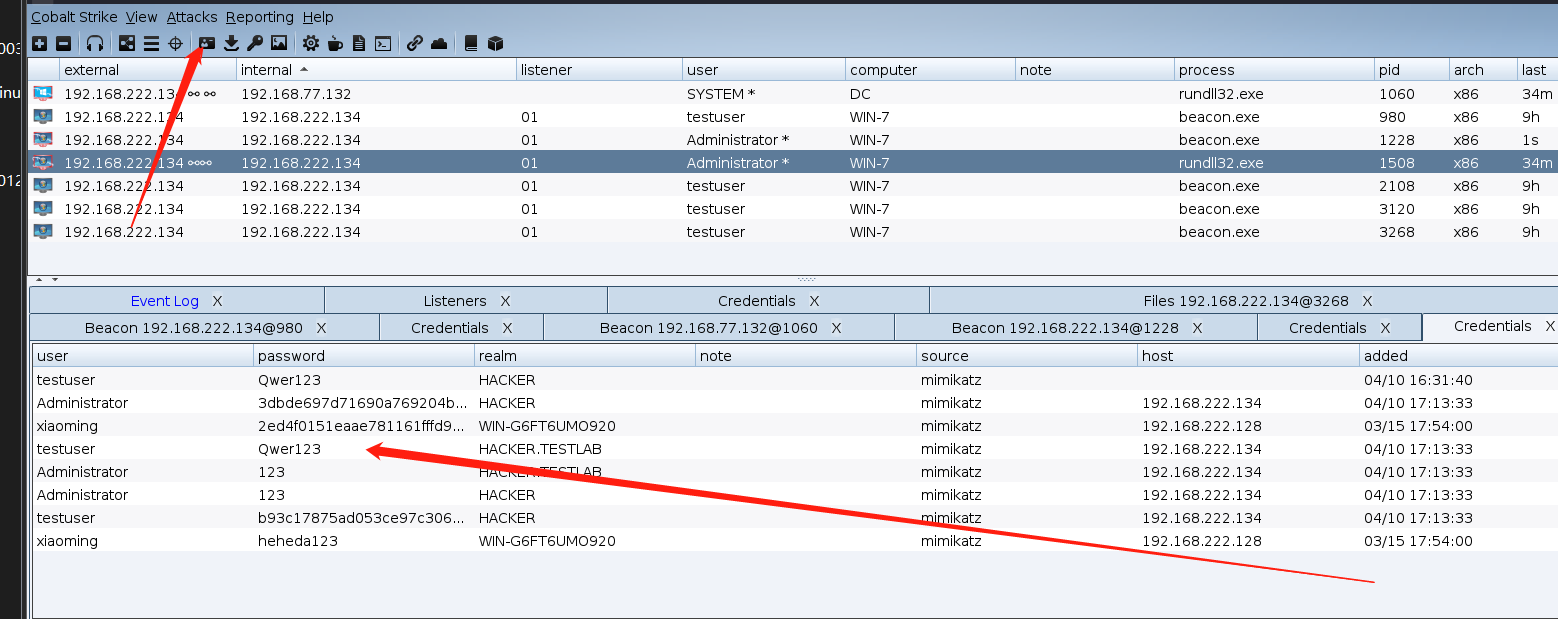 003
Cobalt Strike View Attacks Reporting Help
external internal listener user computer note process pid arch last
inu
192.168.222.134 192.168.77.132 SYSTEM * DC rundll32.exe 1060 x86 34m
192.168.222.134 192.168.222.134 01 testuser WIN-7 beacon.exe 980 x86 9h
192.168.222.134 192.168.222.134 01 Administrator * WIN-7 beacon.exe 1228 x86 1s
192.168.222.134 192.168.222.134 01 Administrator * WIN-7 rundll32.exe 1508 x86 34m
012
192.168.222.134 192.168.222.134 01 testuser WIN-7 beacon.exe 2108 x86 9h
192.168.222.134 192.168.222.134 01 testuser WIN-7 beacon.exe 3120 x86 9h
192.168.222.134 192.168.222.134 01 testuser WIN-7 beacon.exe 3268 x86 9h
Event Log X Listeners X Credentials X Files 192.168.222.134@3268 X
Beacon 192.168.222.134@980 X Credentials X Beacon 192.168.77.132@1060 X Beacon 192.168.222.134@1228 X Credentials X Credentials X
user password realm note source host added
testuser Qwer123 HACKER mimikatz 04/10 16:31:40
Administrator 3dbde697d71690a769204b... HACKER mimikatz 192.168.222.134 04/10 17:13:33
xiaoming 2ed4f0151eaae781161fffd9... WIN-G6FT6UMO920 mimikatz 192.168.222.128 03/15 17:54:00
testuser Qwer123 HACKER.TESTLAB mimikatz 192.168.222.134 04/10 17:13:33
Administrator 123 HACKER.TESTLAB mimikatz 192.168.222.134 04/10 17:13:33
Administrator 123 HACKER mimikatz 192.168.222.134 04/10 17:13:33
testuser b93c17875ad053ce97c306... HACKER mimikatz 192.168.222.134 04/10 17:13:33
xiaoming heheda123 WIN-G6FT6UMO920 mimikatz 192.168.222.128 03/15 17:54:00